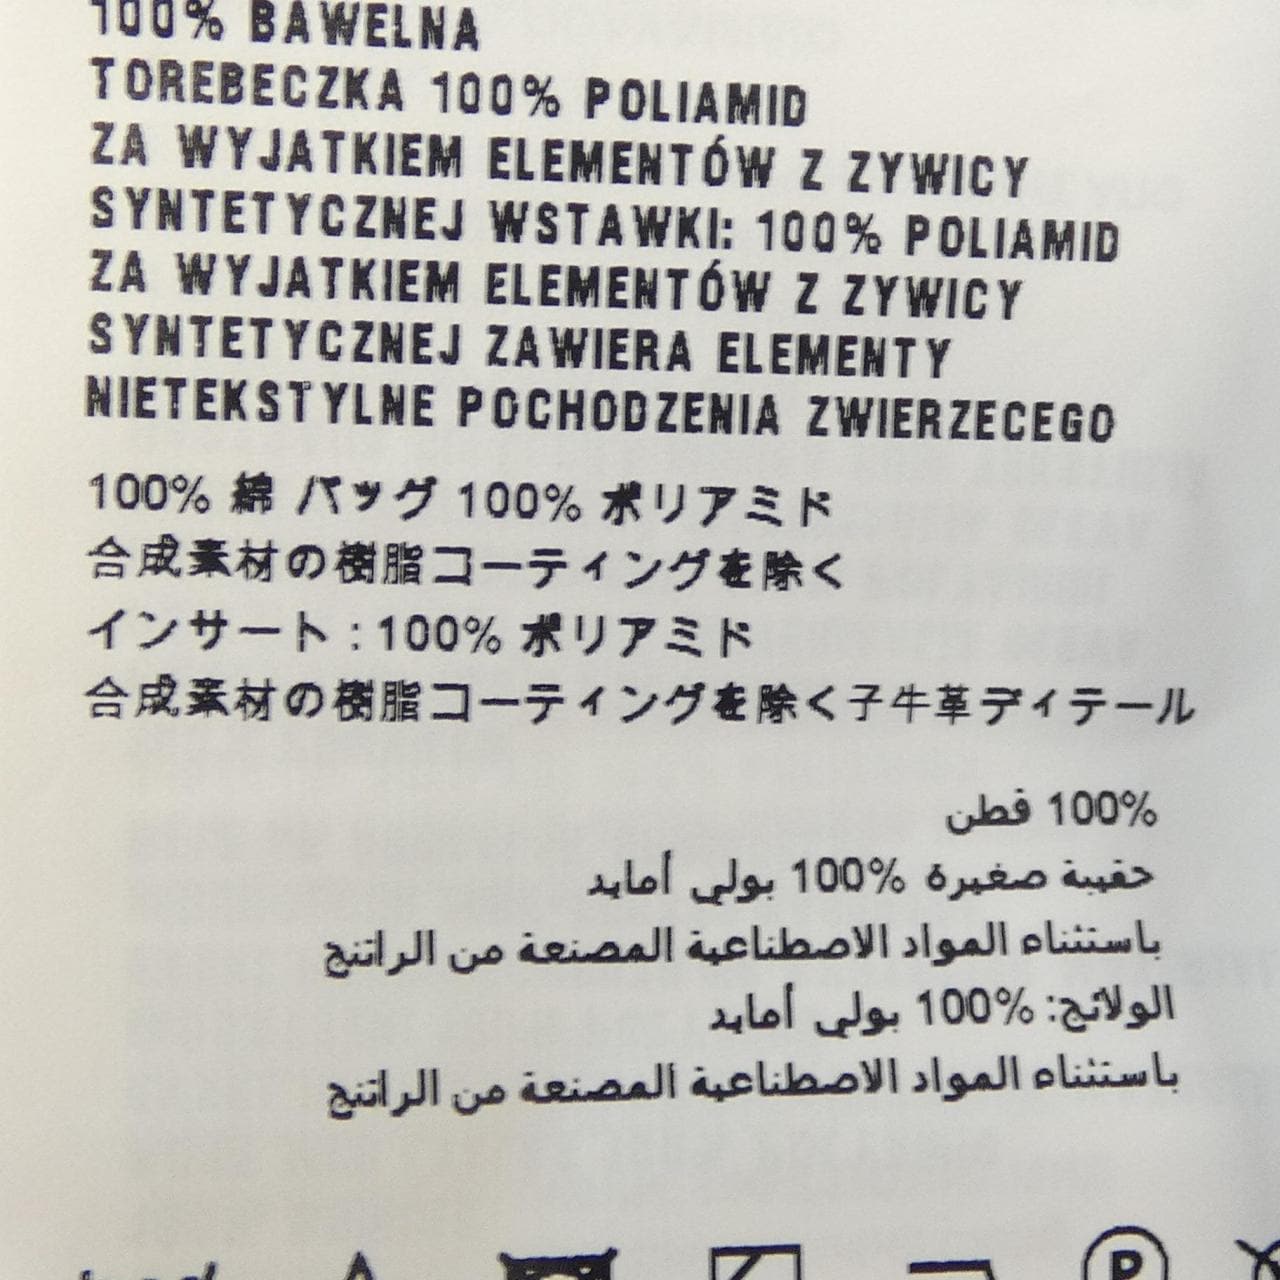 100% BAWELNA
TOREBECZKA 100% POLIAMID
ZA WYJATKIEM ELEMENTÓW Z ZYWICY
SYNTETYCZNEJ WSTAWKI: 100% POLIAMID
ZA WYJATKIEM ELEMENTÓW Z ZYWICY
SYNTETYCZNEJ ZAWIERA ELEMENTY
NIETEKSTYLNE POCHODZENIA ZWIERZECEGO
100% 綿 バッグ 100% ポリアミド
合成素材の樹脂コーティングを除く
インサート : 100% ポリアミド
合成素材の樹脂コーティングを除く子牛革ディテール
100% قطن
حقيبة صغيرة 100% بولي أمايد
باستثناء المواد الاصطناعية المصنعة من الراتنج
الولائج: 100% بولي أمايد
باستثناء المواد الاصطناعية المصنعة من الراتنج
P